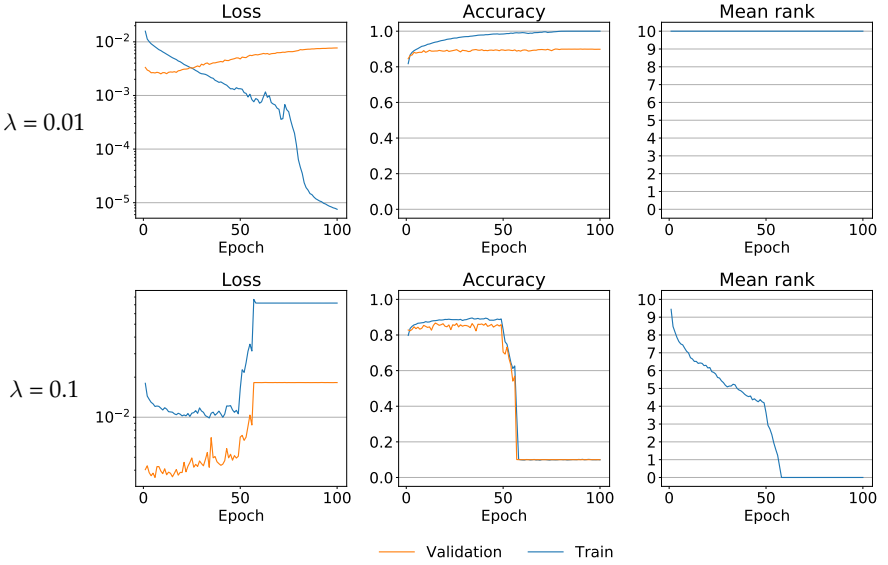 Loss Accuracy Mean rank
λ = 0.01
10⁻² 10⁻³ 10⁻⁴ 10⁻⁵
1.0 0.8 0.6 0.4 0.2 0.0
10 9 8 7 6 5 4 3 2 1 0
0 50 100 0 50 100 0 50 100
Epoch Epoch Epoch
Loss Accuracy Mean rank
λ = 0.1
10⁻²
1.0 0.8 0.6 0.4 0.2 0.0
10 9 8 7 6 5 4 3 2 1 0
0 50 100 0 50 100 0 50 100
Epoch Epoch Epoch
Validation Train